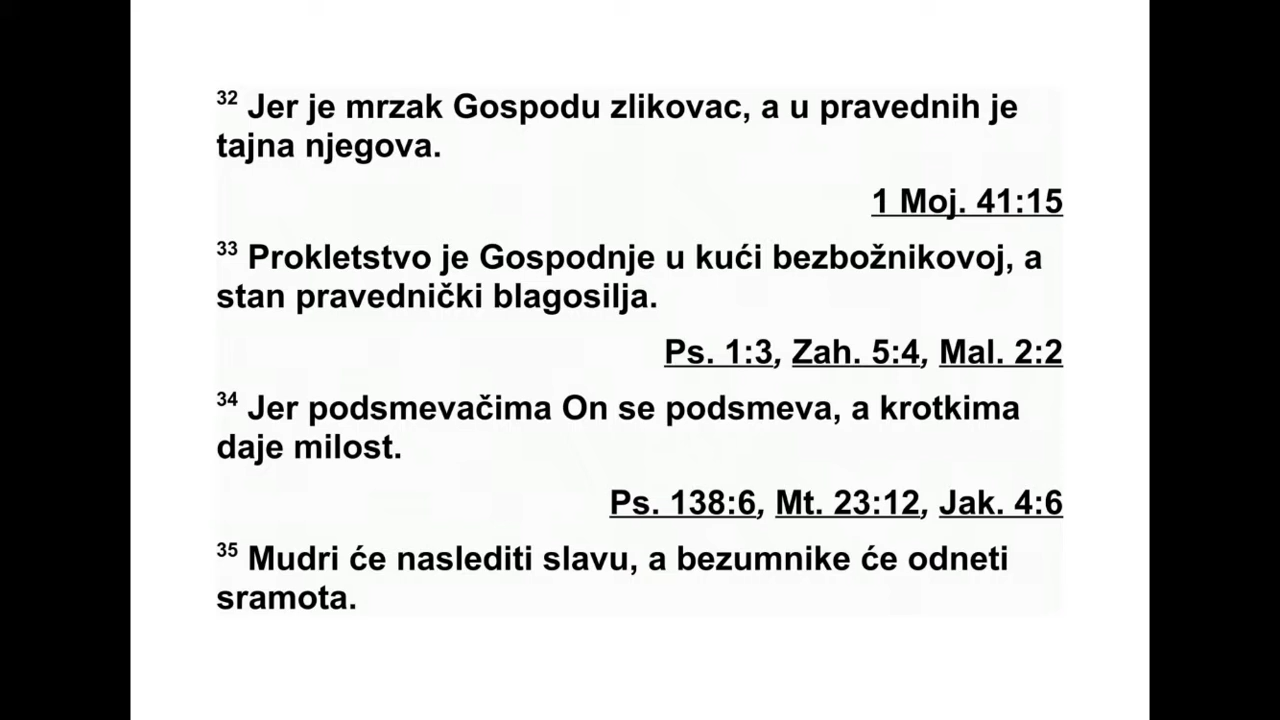 32 Jer je mrzak Gospodu zlikovac, a u pravednih je
tajna njegova.
1 Moj. 41:15
33 Prokletstvo je Gospodnje u kući bezbožnikovoj, a
stan pravednički blagosilja.
Ps. 1:3, Zah. 5:4, Mal. 2:2
34 Jer podsmevačima On se podsmeva, a krotkima
daje milost.
Ps. 138:6, Mt. 23:12, Jak. 4:6
35 Mudri će naslediti slavu, a bezumnike će odneti
sramota.